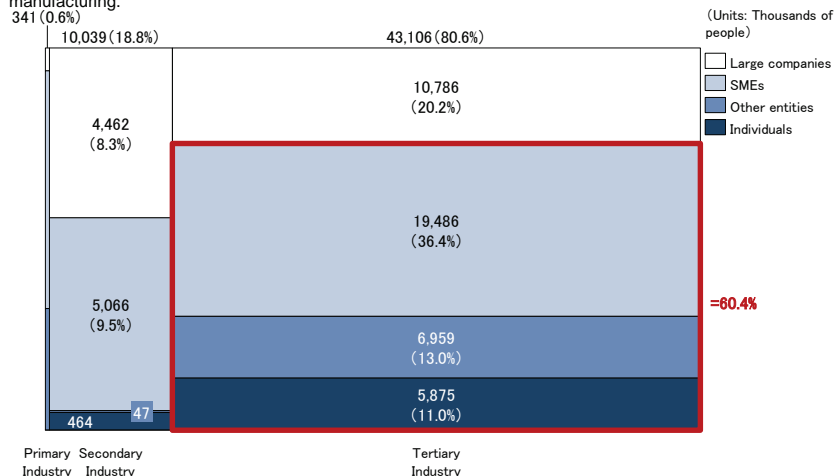 manufacturing.
341(0.6%)
10,039(18.8%)
43,106(80.6%)
(Units: Thousands of
people)
Large companies
SMEs
Other entities
Individuals
10,786
(20.2%)
4,462
(8.3%)
19,486
(36.4%)
5,066
(9.5%)
=60.4%
6,959
(13.0%)
5,875
(11.0%)
47
464
Primary Secondary Tertiary
Industry Industry Industry